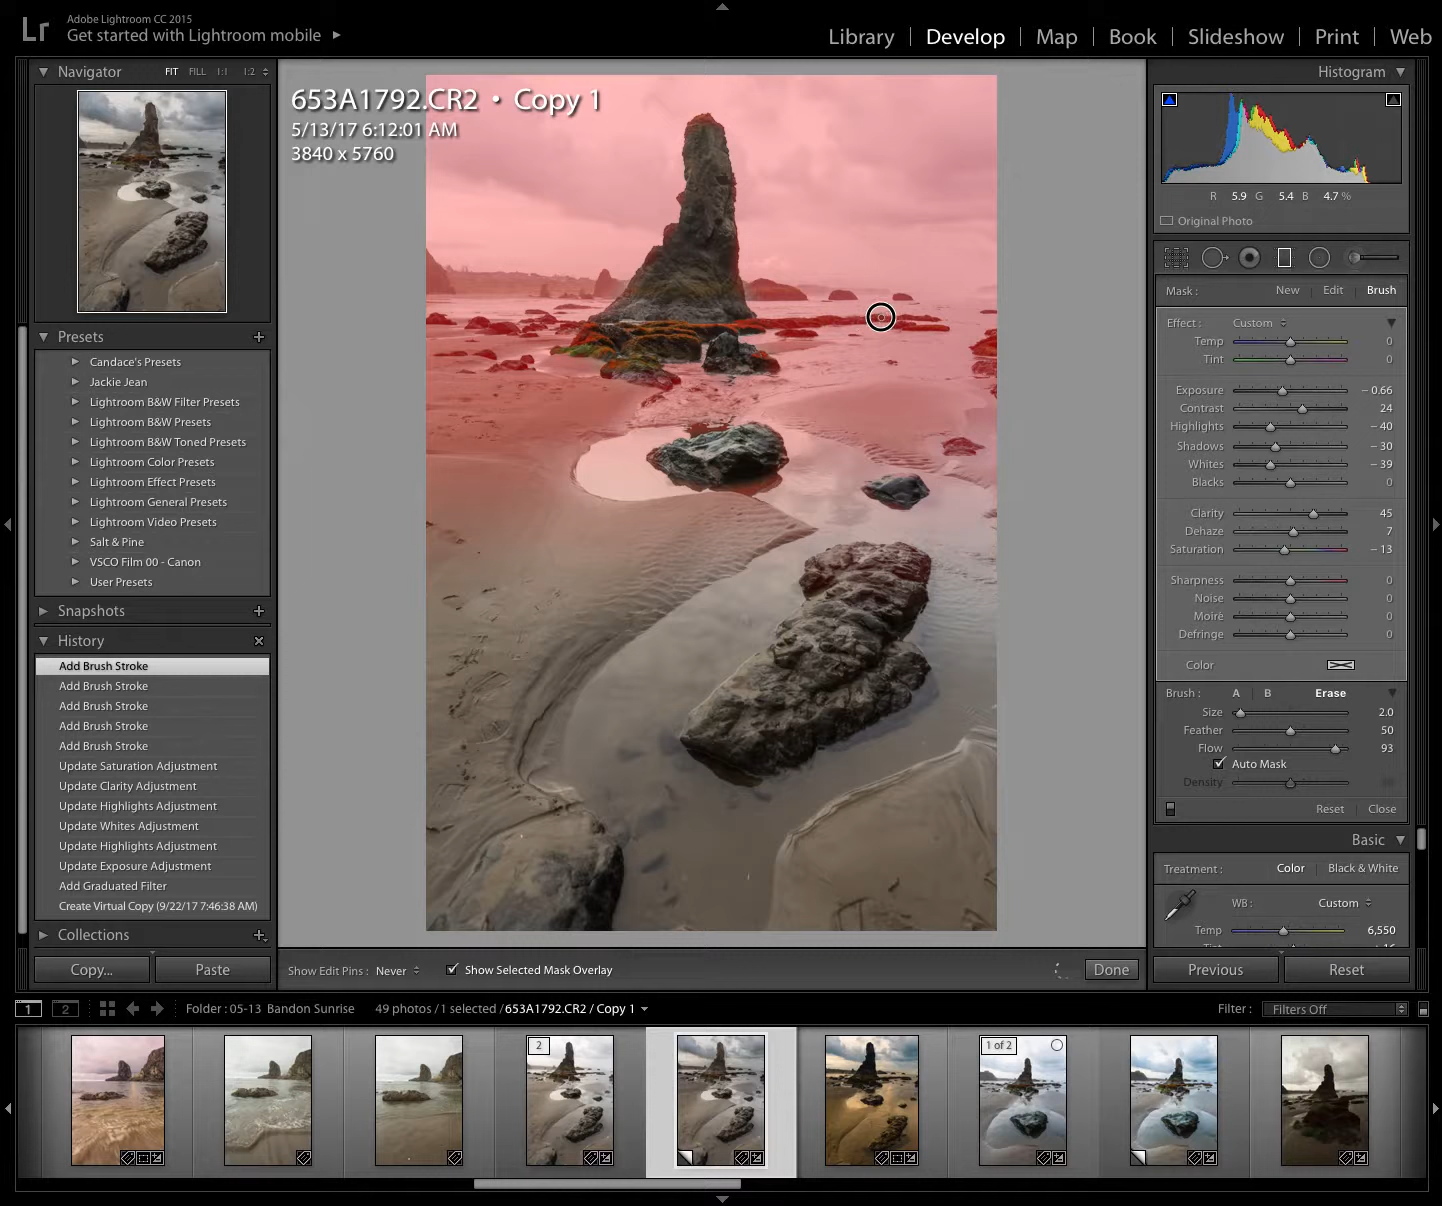 Lr
Adobe Lightroom CC 2015
Get started with Lightroom mobile
Library | Develop | Map | Book | Slideshow | Print | Web
Navigator FIT FILL 1:1 1:2
653A1792.CR2 • Copy 1
5/13/17 6:12:01 AM
3840 x 5760
Presets
Candace's Presets
Jackie Jean
Lightroom B&W Filter Presets
Lightroom B&W Presets
Lightroom B&W Toned Presets
Lightroom Color Presets
Lightroom Effect Presets
Lightroom General Presets
Lightroom Video Presets
Salt & Pine
VSCO Film 00 - Canon
User Presets
Snapshots
History
Add Brush Stroke
Add Brush Stroke
Add Brush Stroke
Add Brush Stroke
Add Brush Stroke
Update Saturation Adjustment
Update Clarity Adjustment
Update Highlights Adjustment
Update Whites Adjustment
Update Highlights Adjustment
Update Exposure Adjustment
Add Graduated Filter
Create Virtual Copy (9/22/17 7:46:38 AM)
Collections
Copy... Paste
Show Edit Pins : Never Show Selected Mask Overlay Done
Histogram
R 5.9 G 5.4 B 4.7 %
Original Photo
Mask : New | Edit | Brush
Effect : Custom
Temp 0
Tint 0
Exposure – 0.66
Contrast 24
Highlights – 40
Shadows – 30
Whites – 39
Blacks 0
Clarity 45
Dehaze 7
Saturation – 13
Sharpness 0
Noise 0
Moiré 0
Defringe 0
Color
Brush : A | B Erase
Size 2.0
Feather 50
Flow 93
Auto Mask
Density
Reset | Close
Basic
Treatment : Color | Black & White
WB : Custom
Temp 6,550
Previous Reset
1 2 Folder : 05-13 Bandon Sunrise 49 photos / 1 selected / 653A1792.CR2 / Copy 1 Filter : Filters Off
2
1 of 2